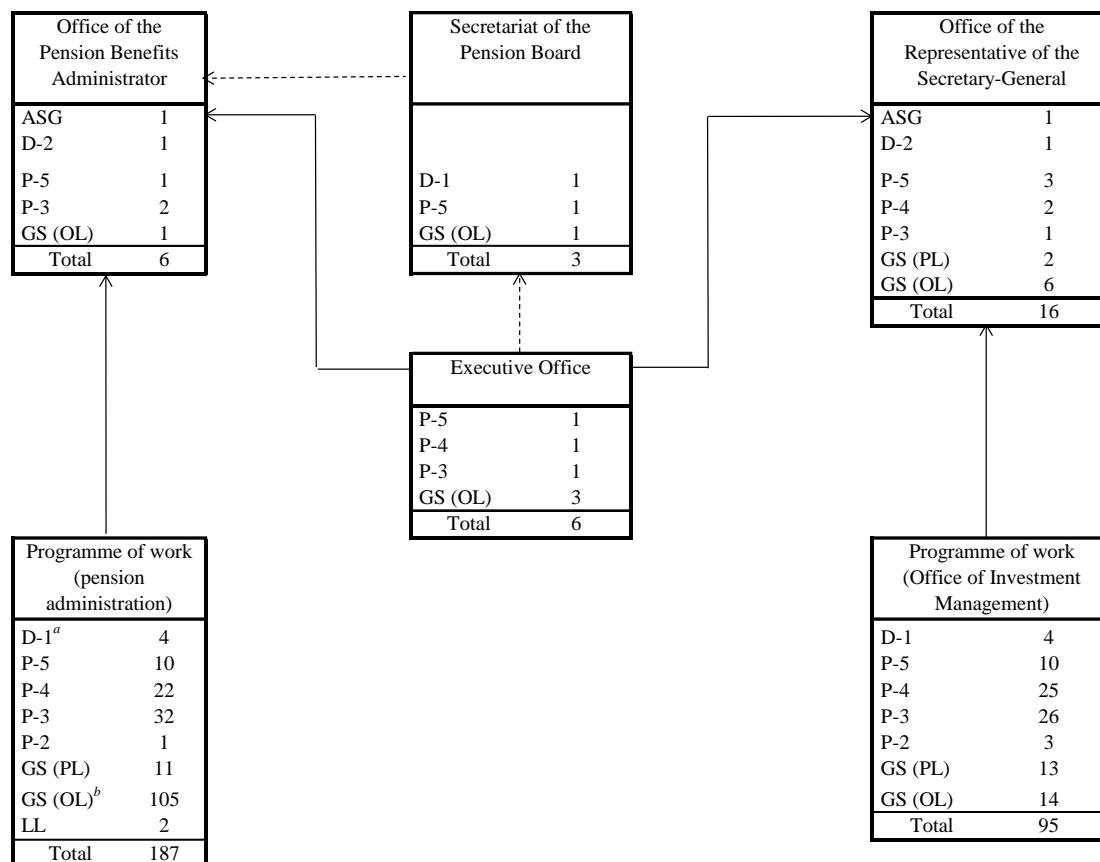 Office of the
Pension Benefits
Administrator
ASG 1
D-2 1
P-5 1
P-3 2
GS (OL) 1
Total 6
Secretariat of the
Pension Board
D-1 1
P-5 1
GS (OL) 1
Total 3
Office of the
Representative of the
Secretary-General
ASG 1
D-2 1
P-5 3
P-4 2
P-3 1
GS (PL) 2
GS (OL) 6
Total 16
Executive Office
P-5 1
P-4 1
P-3 1
GS (OL) 3
Total 6
Programme of work
(pension
administration)
D-1a 4
P-5 10
P-4 22
P-3 32
P-2 1
GS (PL) 11
GS (OL)b 105
LL 2
Total 187
Programme of work
(Office of Investment
Management)
D-1 4
P-5 10
P-4 25
P-3 26
P-2 3
GS (PL) 13
GS (OL) 14
Total 95